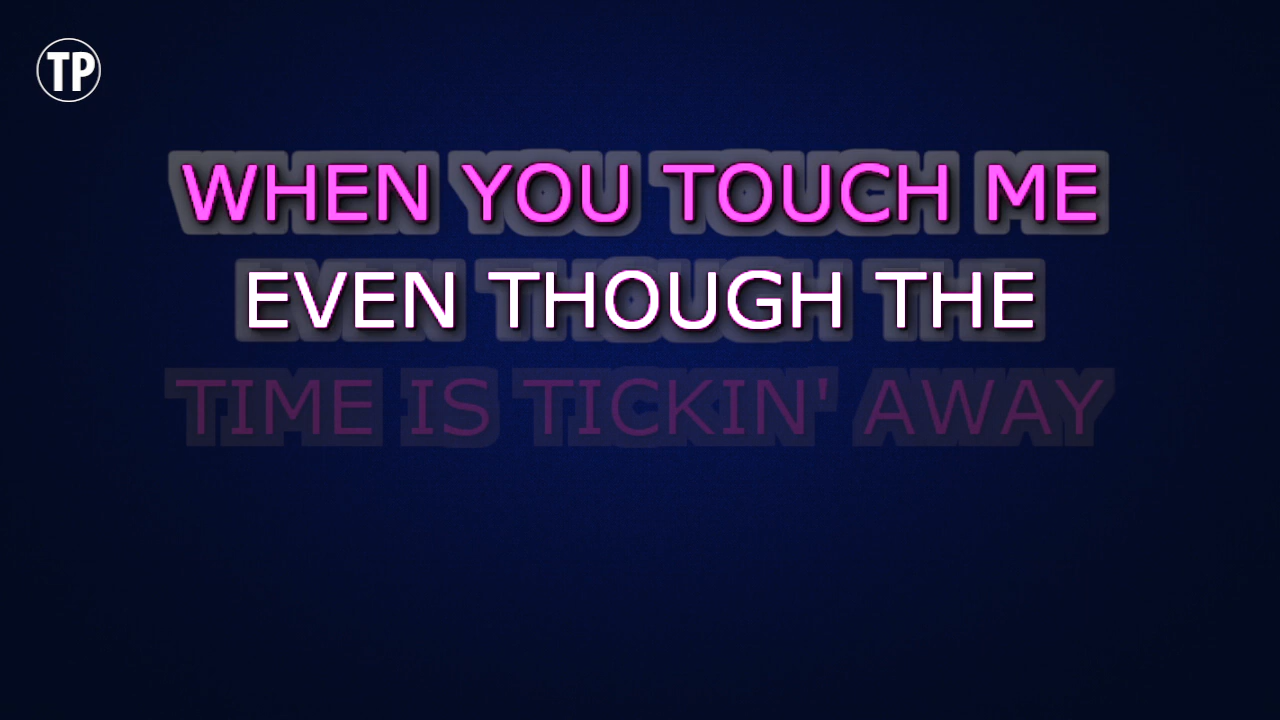 TP
WHEN YOU TOUCH ME
EVEN THOUGH THE
TIME IS TICKIN' AWAY